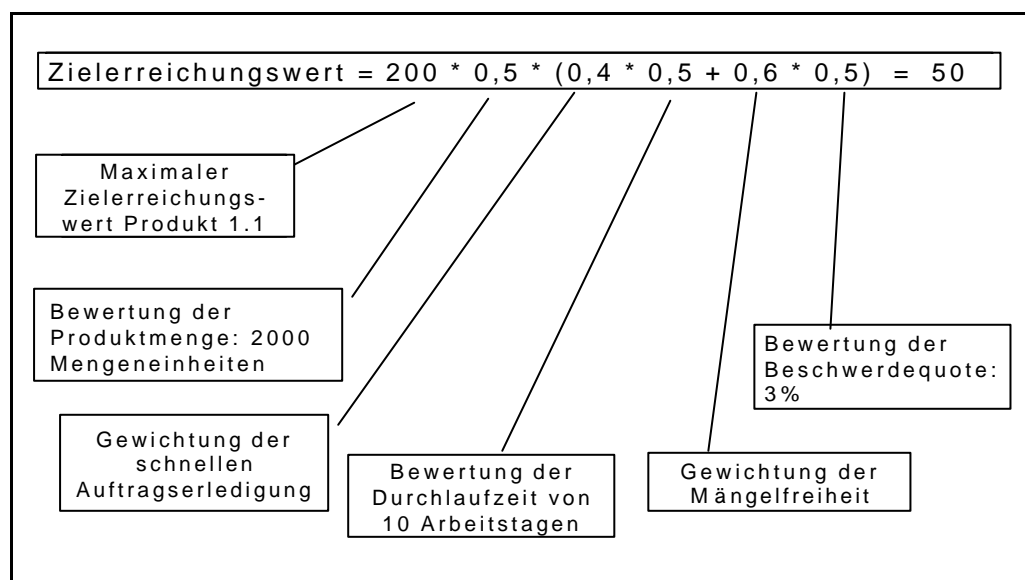 Zielerreichungswert = 200 * 0,5 * (0,4 * 0,5 + 0,6 * 0,5) = 50
Maximaler
Zielerreichungs-
wert Produkt 1.1
Bewertung der
Produktmenge: 2000
Mengeneinheiten
Bewertung der
Beschwerdequote:
3%
Gewichtung der
schnellen
Auftragserledigung
Bewertung der
Durchlaufzeit von
10 Arbeitstagen
Gewichtung der
Mängelfreiheit